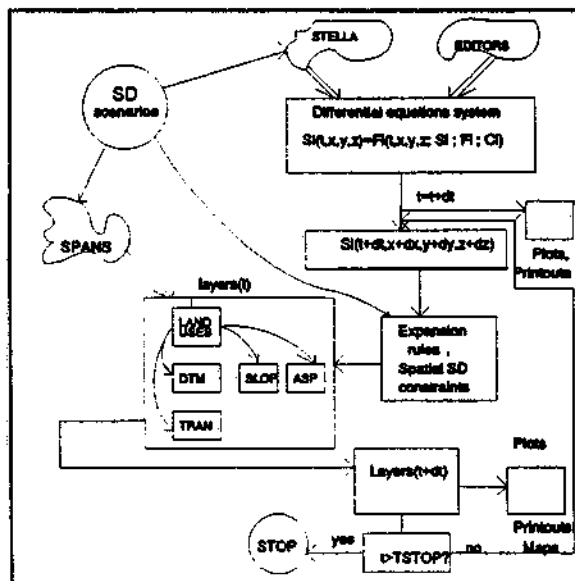 STELLA
EDITORS
SD
scenarios
Differential equations system
Si(t,x,y,z)=Fi(t,x,y,z; Si ; Fi ; Ci)
t=t+dt
SPANS
Si(t+dt,x+dx,y+dy,z+dz)
Plots,
Printouts
layers(t)
LAND
USES
Expansion
rules ,
Spatial SD
constraints
DTM
SLOP
ASP
TRAN
Plots
Layers(t+dt)
Printouts
Maps
STOP
yes
t>TSTOP?
no